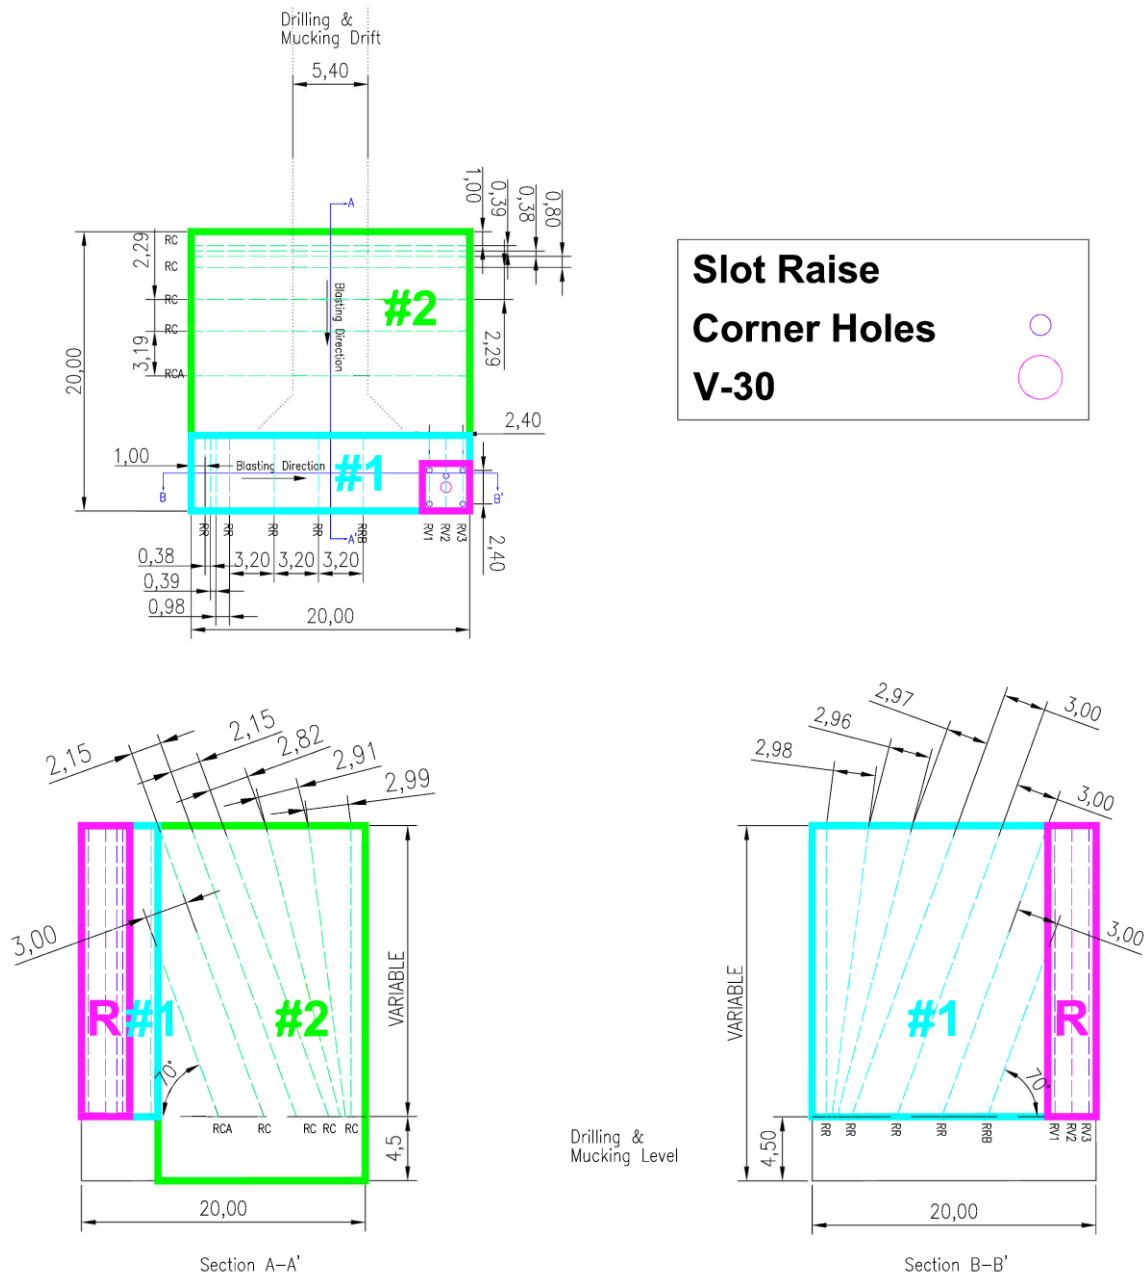 Drilling &
Mucking Drift
5,40
1,00
0,39
0,38
0,80
A
RC
RC
RC
RC
RCA
2,29
3,19
20,00
#2
Blasting Direction
2,29
2,40
1,00
Blasting Direction
#1
B
B'
A'
RR
RR
RR
RR
RRB
RV1
RV2
RV3
2,40
0,38
3,20
3,20
3,20
0,39
0,98
20,00
Slot Raise
Corner Holes
V-30
2,15
2,15
2,82
2,91
2,99
3,00
R
#1
#2
70°
VARIABLE
RCA
RC
RC
RC
RC
4,5
20,00
Section A-A'
2,98
2,96
2,97
3,00
3,00
3,00
VARIABLE
#1
R
70°
RR
RR
RR
RR
RRB
RV1
RV2
RV3
Drilling &
Mucking Level
4,50
20,00
Section B-B'